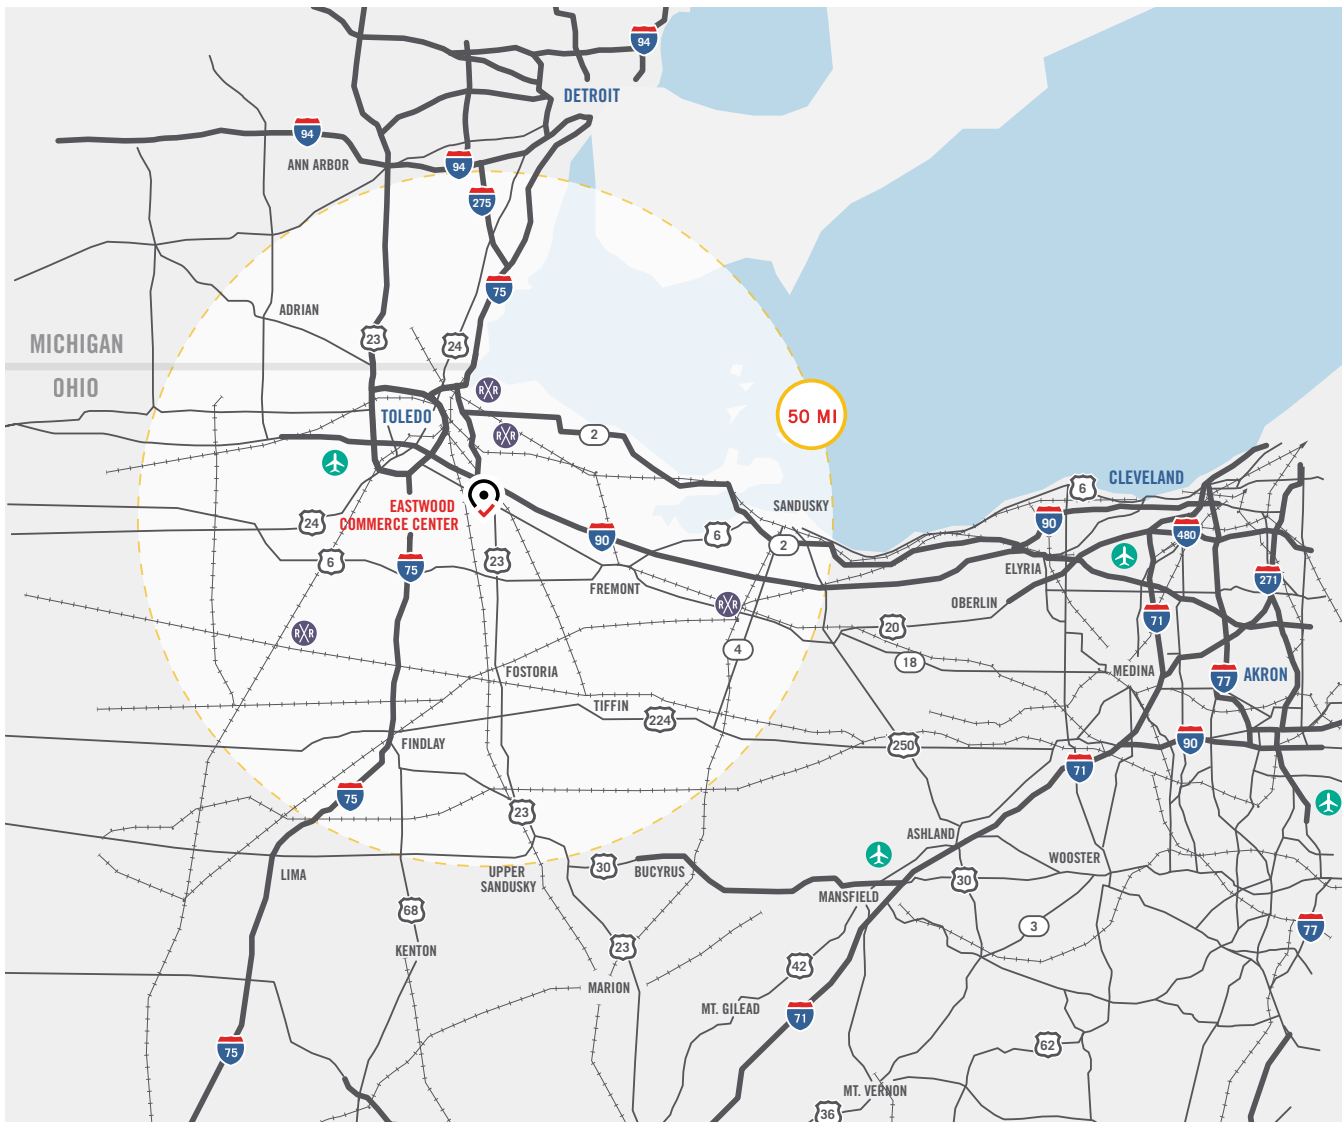 94
DETROIT
94
ANN ARBOR
94
275
75
ADRIAN
23
24
MICHIGAN
OHIO
RXR
TOLEDO
50 MI
2
RXR
CLEVELAND
6
EASTWOOD
COMMERCE CENTER
SANDUSKY
24
90
6
90
2
480
6
75
23
ELYRIA
271
FREMONT
OBERLIN
RXR
71
20
RXR
4
18
FOSTORIA
MEDINA
77
AKRON
TIFFIN
224
FINDLAY
250
90
71
75
23
ASHLAND
WOOSTER
LIMA
UPPER
SANDUSKY
30
BUCYRUS
30
MANSFIELD
68
3
77
KENTON
23
42
MARION
MT. GILEAD
71
75
62
MT. VERNON
36